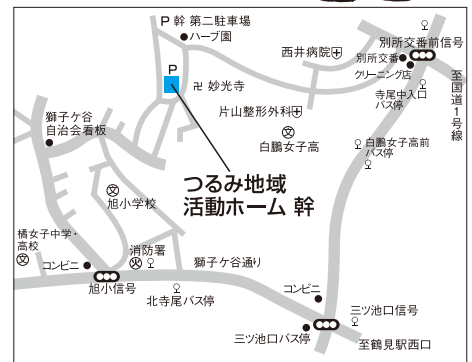 P 幹 第二駐車場
ハーブ園
P
卍 妙光寺
西井病院
別所交番前信号
別所交番
クリーニング店
寺尾中入口
バス停
至国道1号線
片山整形外科
文
白鵬女子高
白鵬女子高前
バス停
獅子ケ谷
自治会看板
つるみ地域
活動ホーム 幹
文
旭小学校
橘女子中学・
高校
文
コンビニ
消防署
火
獅子ケ谷通り
旭小信号
北寺尾バス停
コンビニ
三ツ池口信号
三ツ池口バス停
至鶴見駅西口